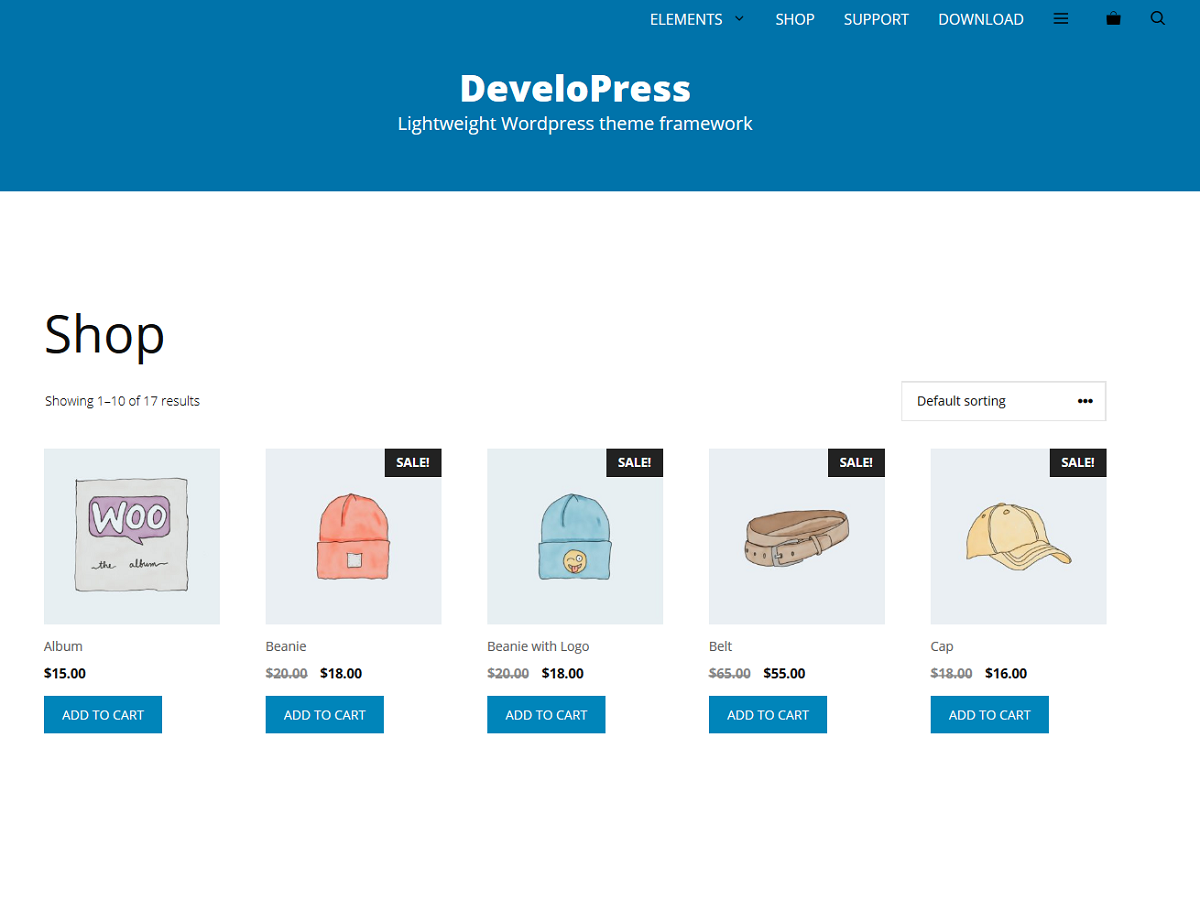 ELEMENTS SHOP SUPPORT DOWNLOAD
DeveloPress
Lightweight Wordpress theme framework
Shop
Showing 1–10 of 17 results
Default sorting
SALE! SALE! SALE! SALE!
WOO
the album
Album Beanie Beanie with Logo Belt Cap
$15.00 $20.00 $18.00 $20.00 $18.00 $65.00 $55.00 $18.00 $16.00
ADD TO CART ADD TO CART ADD TO CART ADD TO CART ADD TO CART